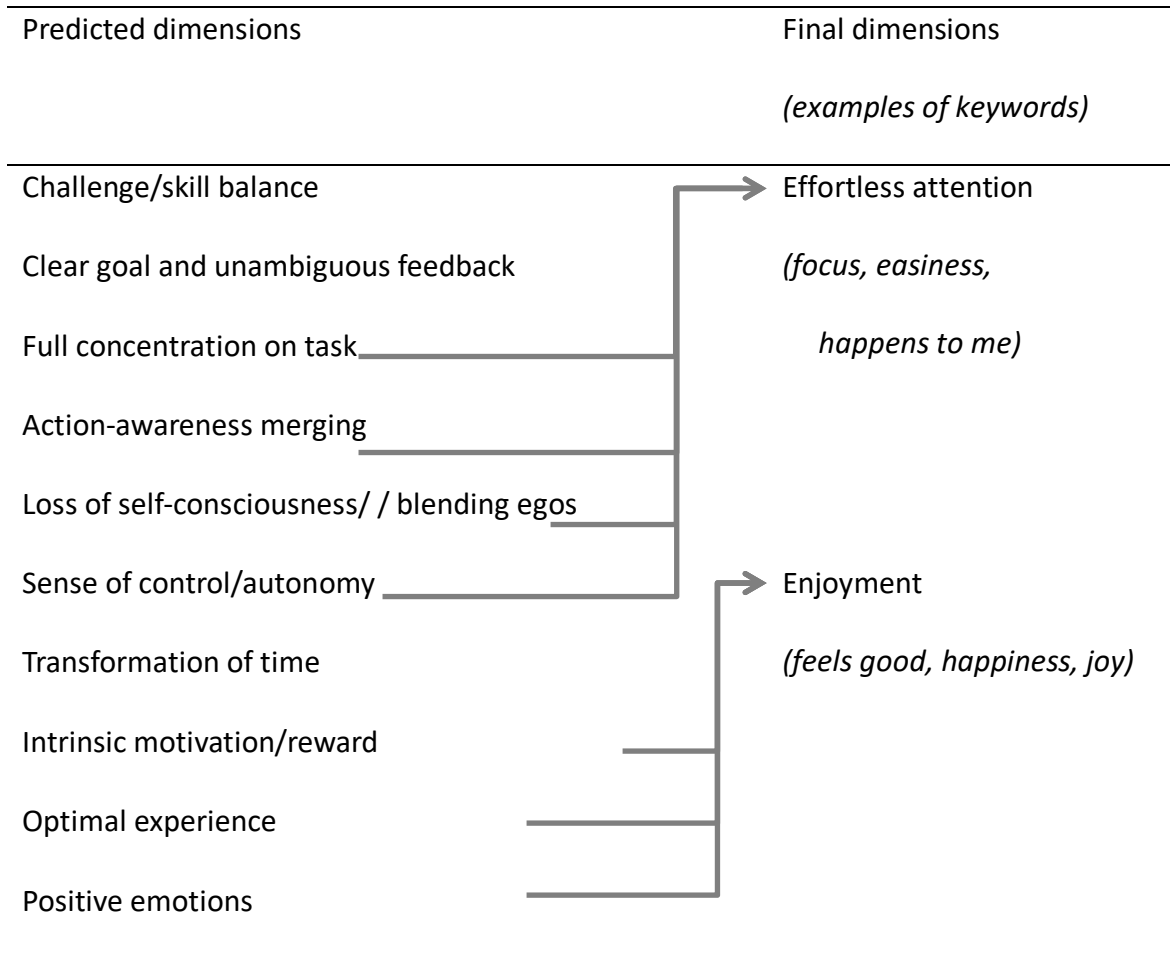 Predicted dimensions
Final dimensions
(examples of keywords)
Challenge/skill balance
Effortless attention
Clear goal and unambiguous feedback
(focus, easiness,
Full concentration on task
happens to me)
Action-awareness merging
Loss of self-consciousness/ / blending egos
Sense of control/autonomy
Enjoyment
Transformation of time
(feels good, happiness, joy)
Intrinsic motivation/reward
Optimal experience
Positive emotions